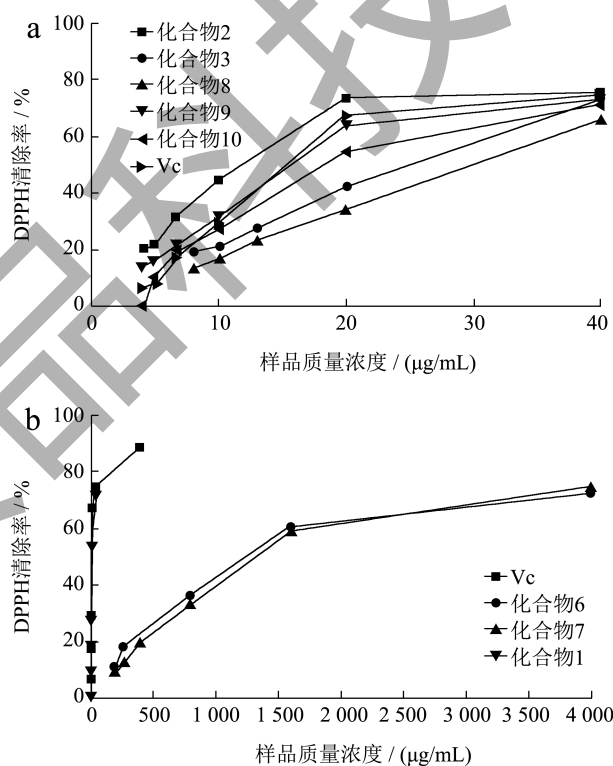 a
100
80
60
40
20
0
DPPH清除率 / %
化合物2
化合物3
化合物8
化合物9
化合物10
Vc
0 10 20 30 40
样品质量浓度 / (μg/mL)
b
100
80
60
40
20
0
DPPH清除率 / %
Vc
化合物6
化合物7
化合物1
0 500 1 000 1 500 2 000 2 500 3 000 3 500 4 000
样品质量浓度 / (μg/mL)
品科技